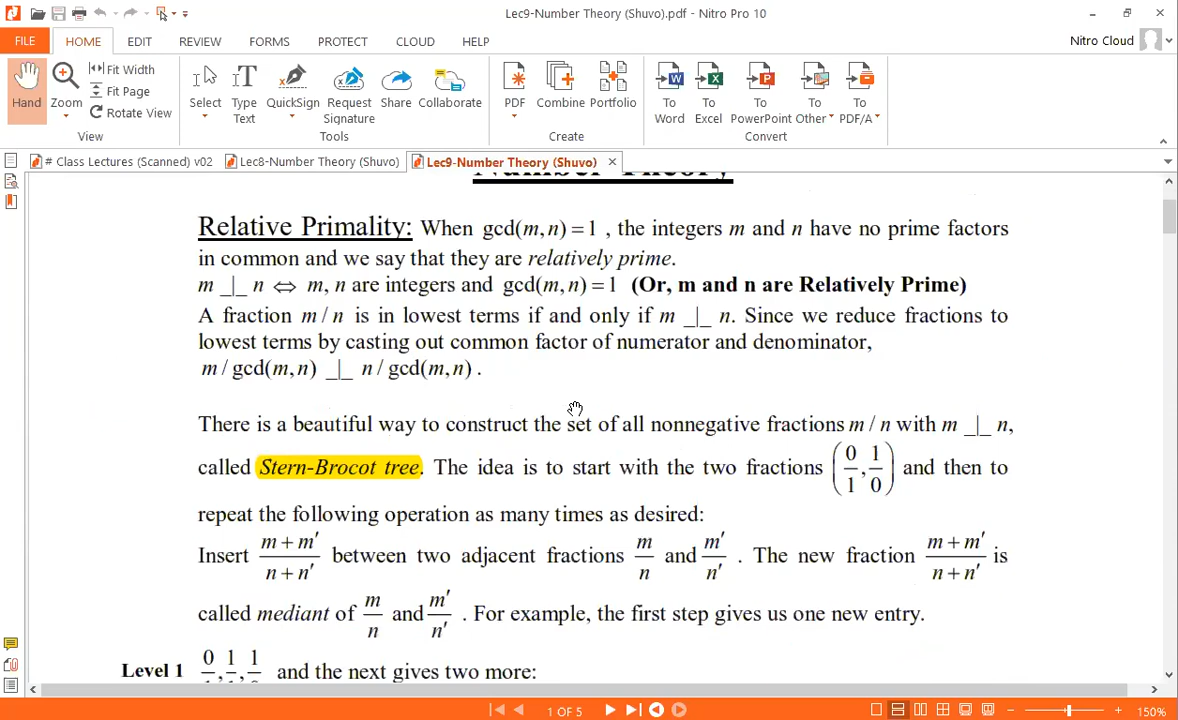 Lec9-Number Theory (Shuvo).pdf - Nitro Pro 10
FILE HOME EDIT REVIEW FORMS PROTECT CLOUD HELP Nitro Cloud
Hand Zoom Fit Width Fit Page Rotate View Select Type Text QuickSign Request Signature Share Collaborate PDF Combine Portfolio To Word To Excel To PowerPoint To Other To PDF/A
View Tools Create Convert
# Class Lectures (Scanned) v02 Lec8-Number Theory (Shuvo) Lec9-Number Theory (Shuvo)
Number Theory
Relative Primality: When gcd(m,n)=1 , the integers m and n have no prime factors
in common and we say that they are relatively prime.
m _|_ n ⇔ m, n are integers and gcd(m,n)=1 (Or, m and n are Relatively Prime)
A fraction m/n is in lowest terms if and only if m _|_ n. Since we reduce fractions to
lowest terms by casting out common factor of numerator and denominator,
m/gcd(m,n) _|_ n/gcd(m,n) .
There is a beautiful way to construct the set of all nonnegative fractions m/n with m _|_ n,
called Stern-Brocot tree. The idea is to start with the two fractions (0/1, 1/0) and then to
repeat the following operation as many times as desired:
Insert (m+m′)/(n+n′) between two adjacent fractions m/n and m′/n′ . The new fraction (m+m′)/(n+n′) is
called mediant of m/n and m′/n′ . For example, the first step gives us one new entry.
Level 1 0/1, 1/1, 1/0 and the next gives two more:
1 OF 5 150%